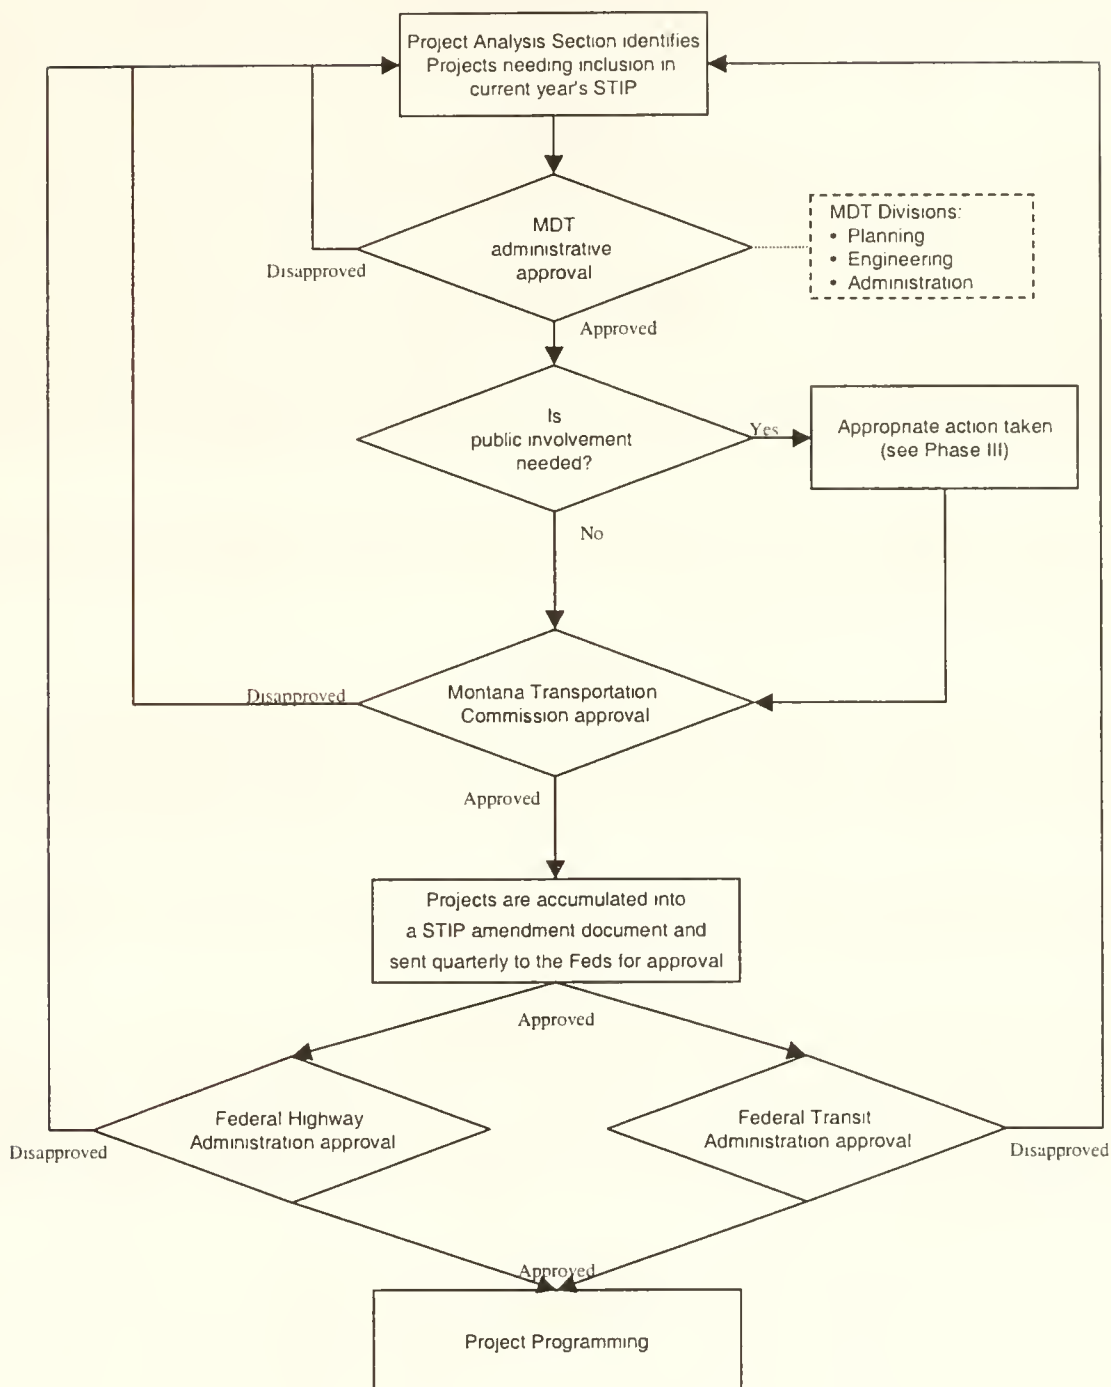 Project Analysis Section identifies
Projects needing inclusion in
current year's STIP
MDT
administrative
approval
MDT Divisions:
• Planning
• Engineering
• Administration
Disapproved
Approved
Is
public involvement
needed?
Yes
Appropriate action taken
(see Phase III)
No
Disapproved
Montana Transportation
Commission approval
Approved
Projects are accumulated into
a STIP amendment document and
sent quarterly to the Feds for approval
Approved
Federal Highway
Administration approval
Federal Transit
Administration approval
Disapproved
Disapproved
Approved
Project Programming